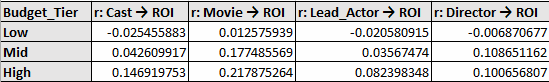 Budget_Tier r: Cast → ROI r: Movie → ROI r: Lead_Actor → ROI r: Director → ROI
Low -0.025455883 0.012575939 -0.020580915 -0.006870677
Mid 0.042609917 0.177485569 0.03567474 0.108651162
High 0.146919753 0.217875264 0.082398348 0.100656807